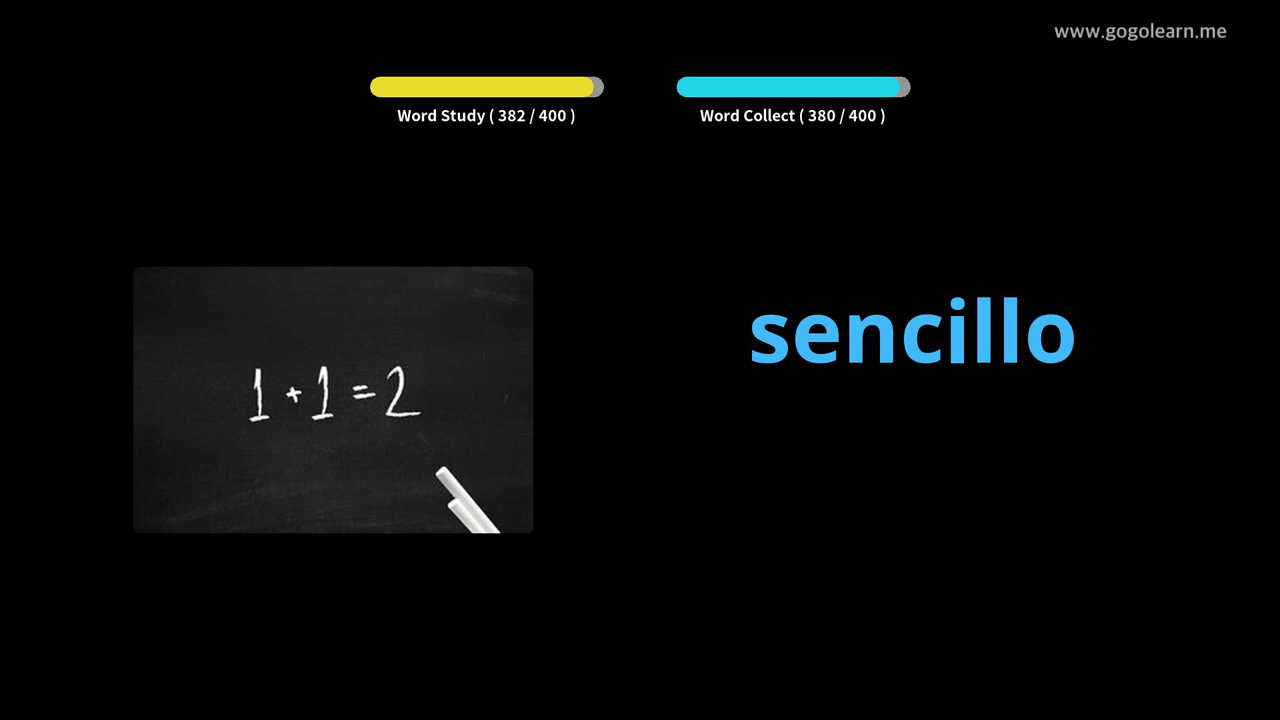 www.gogolearn.me
Word Study ( 382 / 400 )
Word Collect ( 380 / 400 )
1 + 1 = 2
sencillo